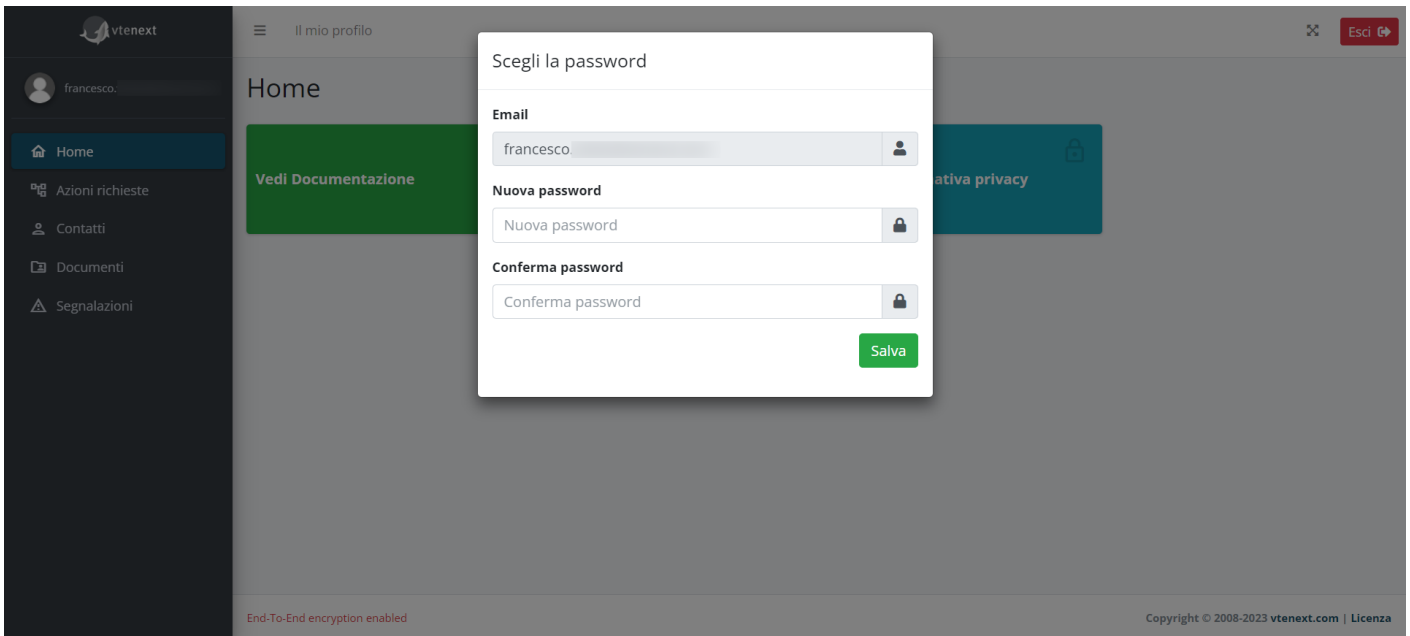 vtenext
Il mio profilo
Esci
francesco.
Home
Home
Azioni richieste
Contatti
Documenti
Segnalazioni
Vedi Documentazione
ativa privacy
Scegli la password
Email
francesco.
Nuova password
Nuova password
Conferma password
Conferma password
Salva
End-To-End encryption enabled
Copyright © 2008-2023 vtenext.com | Licenza